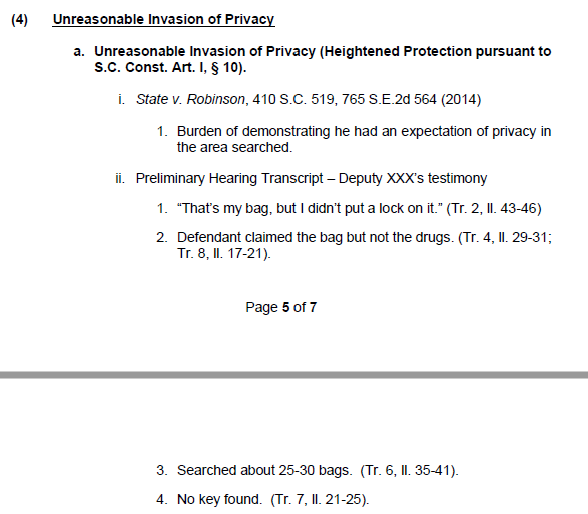 (4) Unreasonable Invasion of Privacy
a. Unreasonable Invasion of Privacy (Heightened Protection pursuant to
S.C. Const. Art. I, § 10).
i. State v. Robinson, 410 S.C. 519, 765 S.E.2d 564 (2014)
1. Burden of demonstrating he had an expectation of privacy in
the area searched.
ii. Preliminary Hearing Transcript – Deputy XXX's testimony
1. “That's my bag, but I didn't put a lock on it.” (Tr. 2, ll. 43-46)
2. Defendant claimed the bag but not the drugs. (Tr. 4, ll. 29-31;
Tr. 8, ll. 17-21).
Page 5 of 7
3. Searched about 25-30 bags. (Tr. 6, ll. 35-41).
4. No key found. (Tr. 7, ll. 21-25).